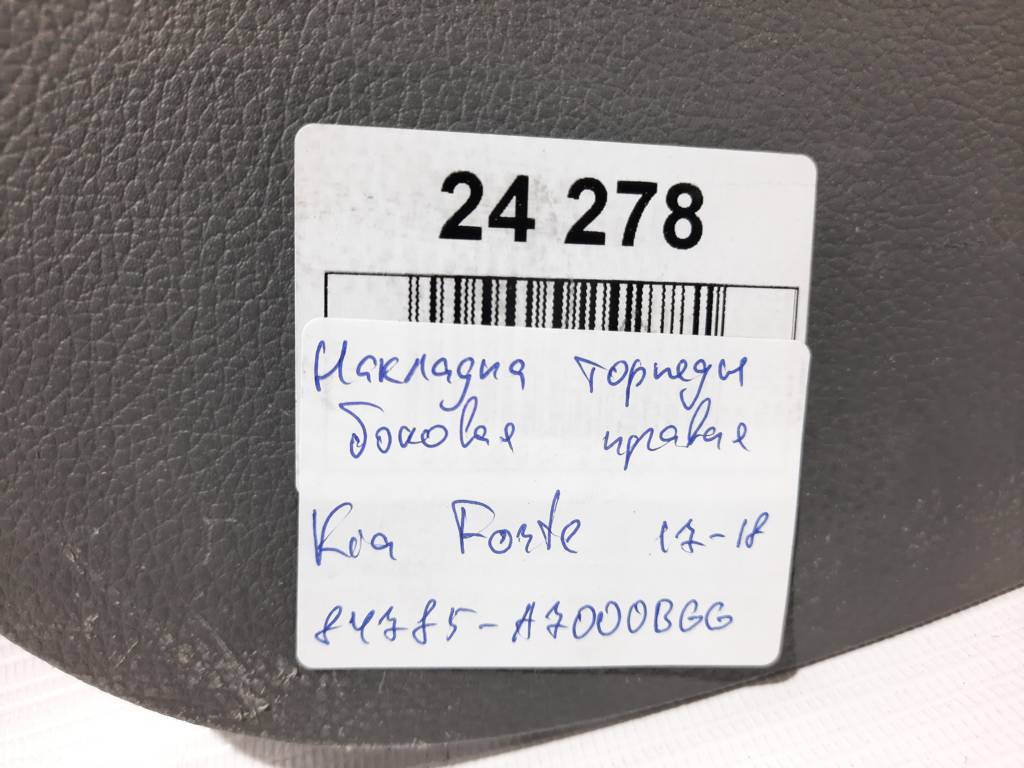 24 278
Накладка торпеды
боковая правая
Kia Forte 17-18
84785-A7000BGG